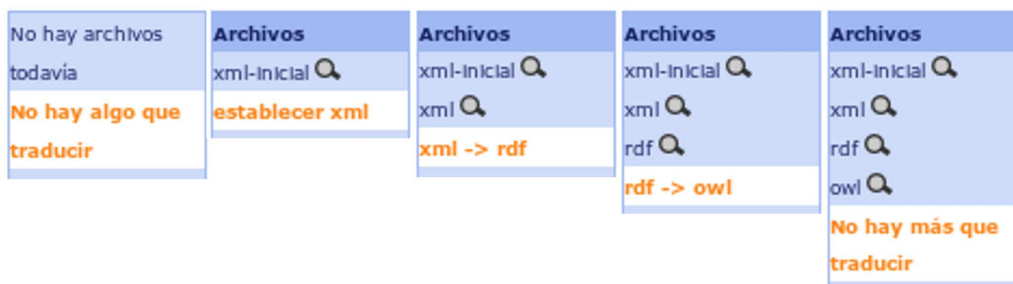 No hay archivos
todavía
No hay algo que
traducir
Archivos
xml-inicial
establecer xml
Archivos
xml-inicial
xml
xml -> rdf
Archivos
xml-inicial
xml
rdf
rdf -> owl
Archivos
xml-inicial
xml
rdf
owl
No hay más que
traducir